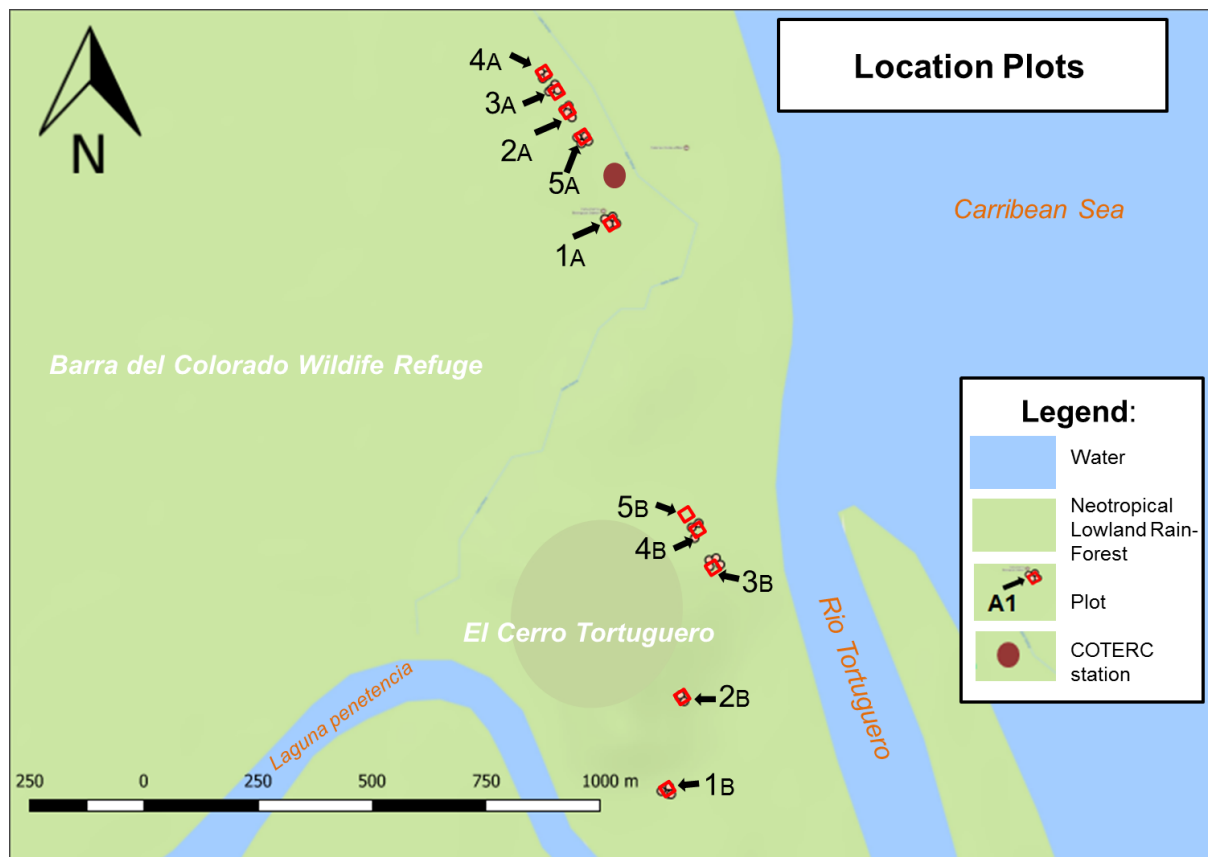 Location Plots
N
4A
3A
2A
5A
1A
Carribean Sea
Barra del Colorado Wildife Refuge
Legend:
Water
Neotropical
Lowland Rain-
Forest
A1
Plot
COTERC
station
5B
4B
3B
El Cerro Tortuguero
Rio Tortuguero
Laguna penetencia
2B
1B
250 0 250 500 750 1000 m